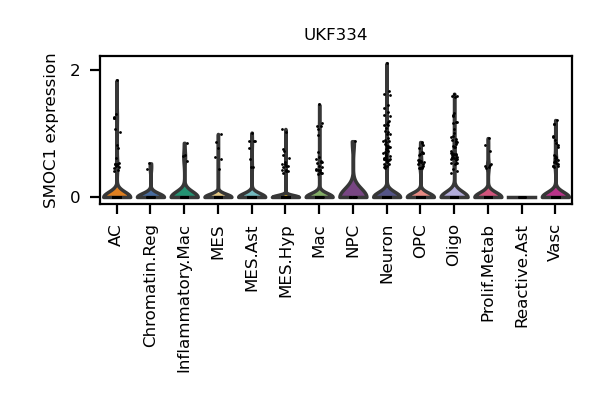 UKF334
SMOC1 expression
2
0
AC
Chromatin.Reg
Inflammatory.Mac
MES
MES.Ast
MES.Hyp
Mac
NPC
Neuron
OPC
Oligo
Prolif.Metab
Reactive.Ast
Vasc